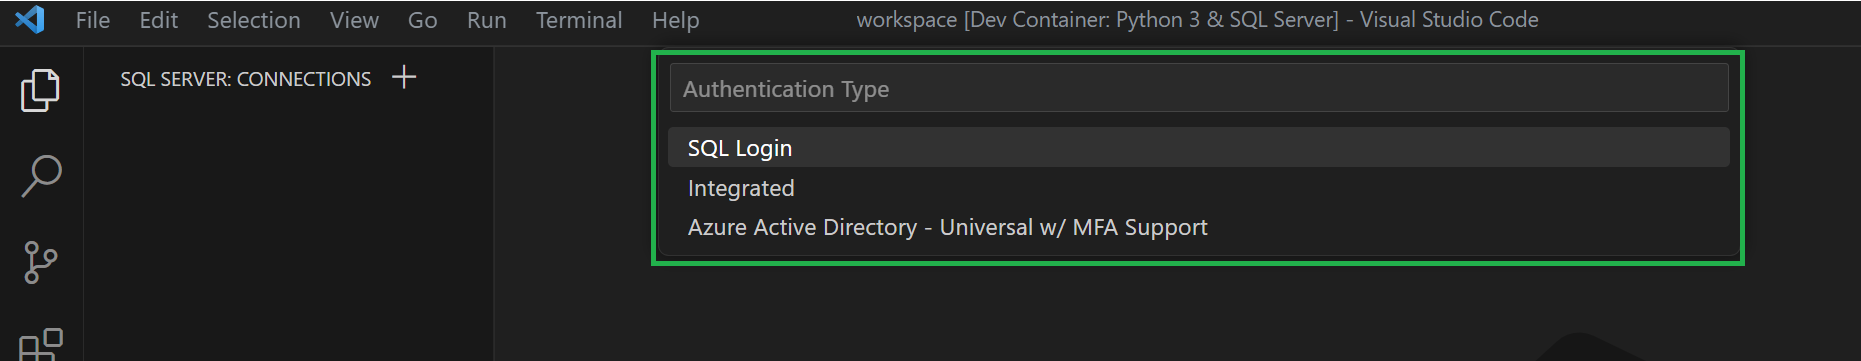 File Edit Selection View Go Run Terminal Help workspace [Dev Container: Python 3 & SQL Server] - Visual Studio Code
SQL SERVER: CONNECTIONS
Authentication Type
SQL Login
Integrated
Azure Active Directory - Universal w/ MFA Support